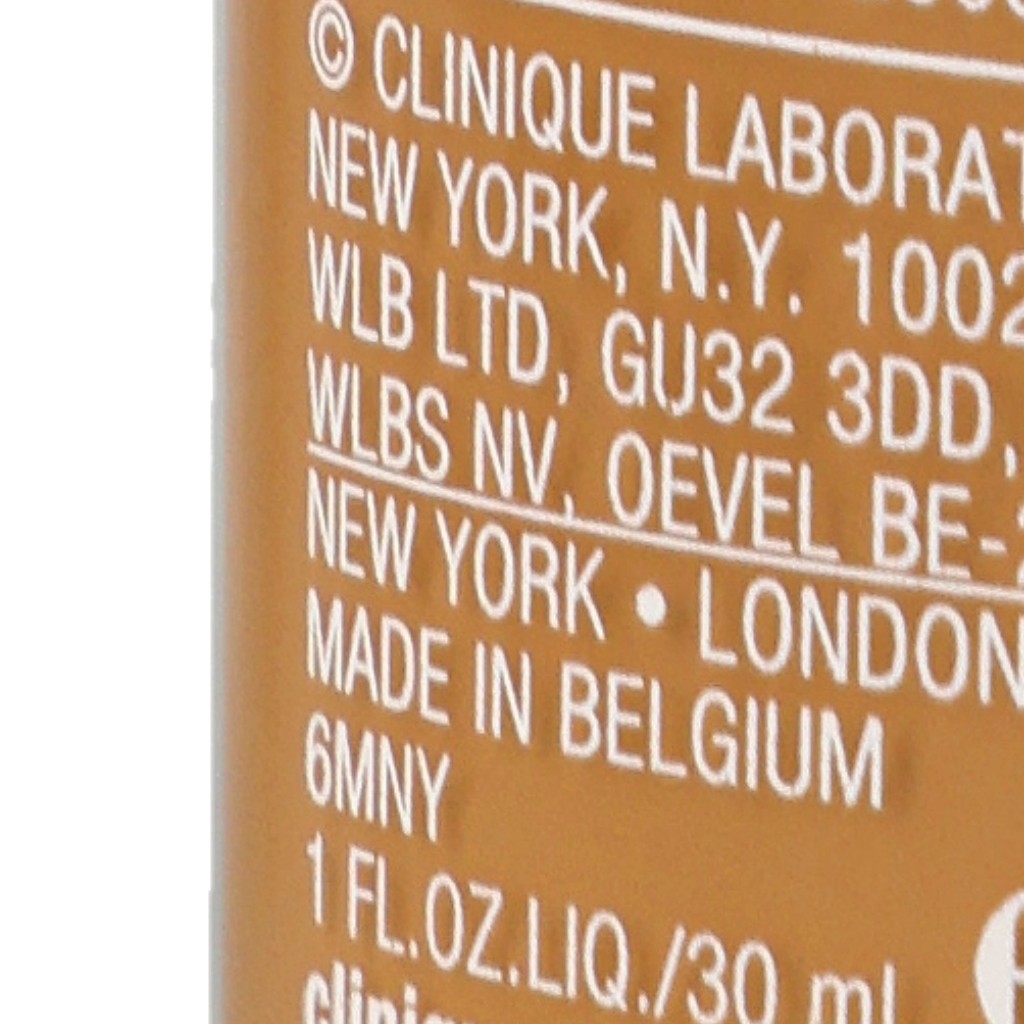 © CLINIQUE LABORAT
NEW YORK, N.Y. 1002
WLB LTD, GU32 3DD,
WLBS NV, OEVEL BE-
NEW YORK • LONDON
MADE IN BELGIUM
6MNY
1 FL.OZ.LIQ./30 ml